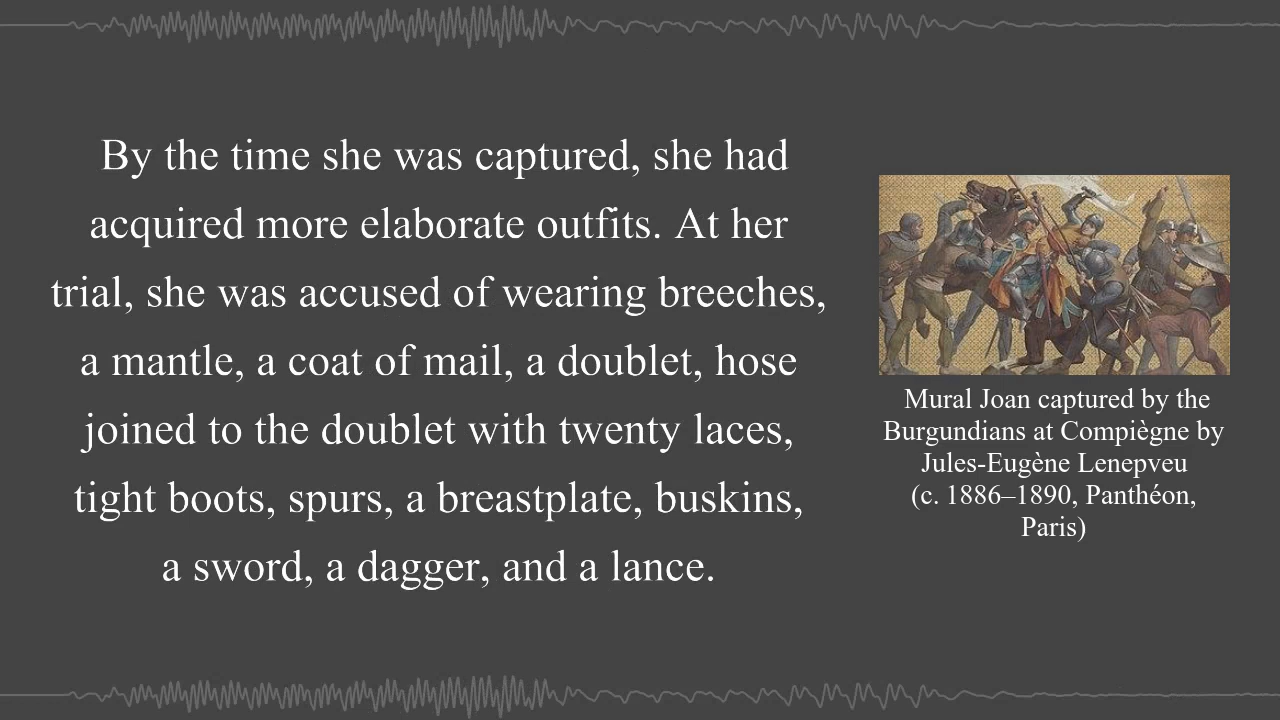 By the time she was captured, she had
acquired more elaborate outfits. At her
trial, she was accused of wearing breeches,
a mantle, a coat of mail, a doublet, hose
joined to the doublet with twenty laces,
tight boots, spurs, a breastplate, buskins,
a sword, a dagger, and a lance.
Mural Joan captured by the
Burgundians at Compiègne by
Jules-Eugène Lenepveu
(c. 1886–1890, Panthéon,
Paris)